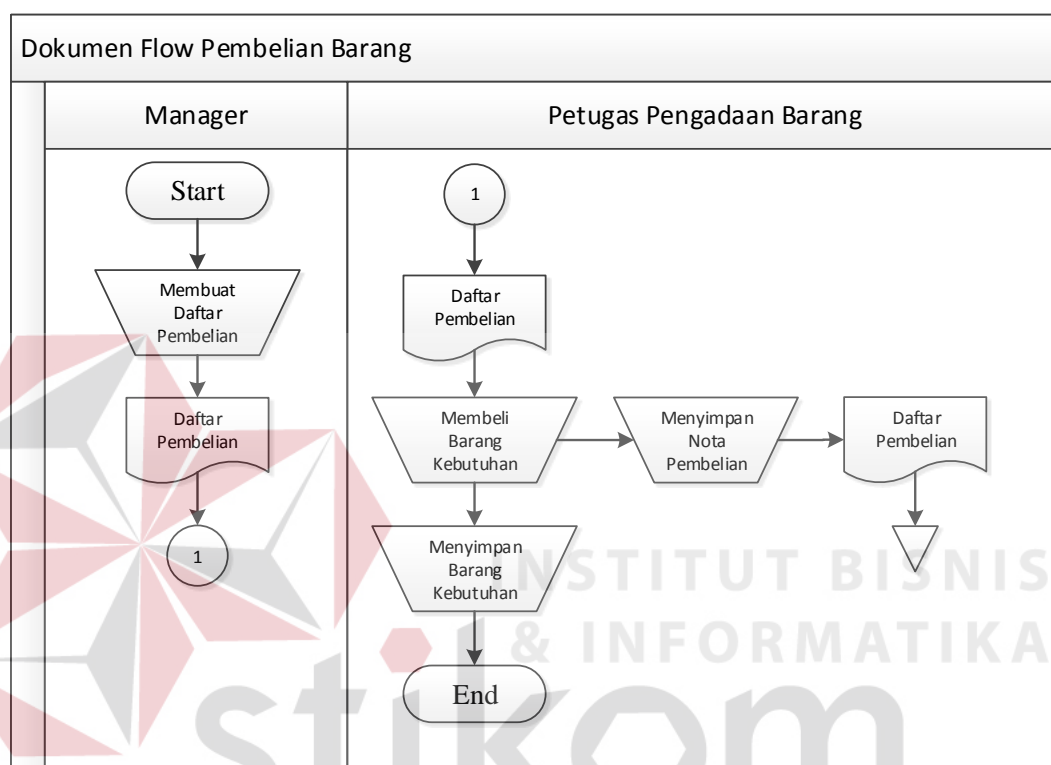 Dokumen Flow Pembelian Barang
Manager
Petugas Pengadaan Barang
Start
Membuat
Daftar
Pembelian
Daftar
Pembelian
1
1
Daftar
Pembelian
Membeli
Barang
Kebutuhan
Menyimpan
Nota
Pembelian
Daftar
Pembelian
Menyimpan
Barang
Kebutuhan
End
INSTITUT BISNIS
& INFORMATIKA
stikom